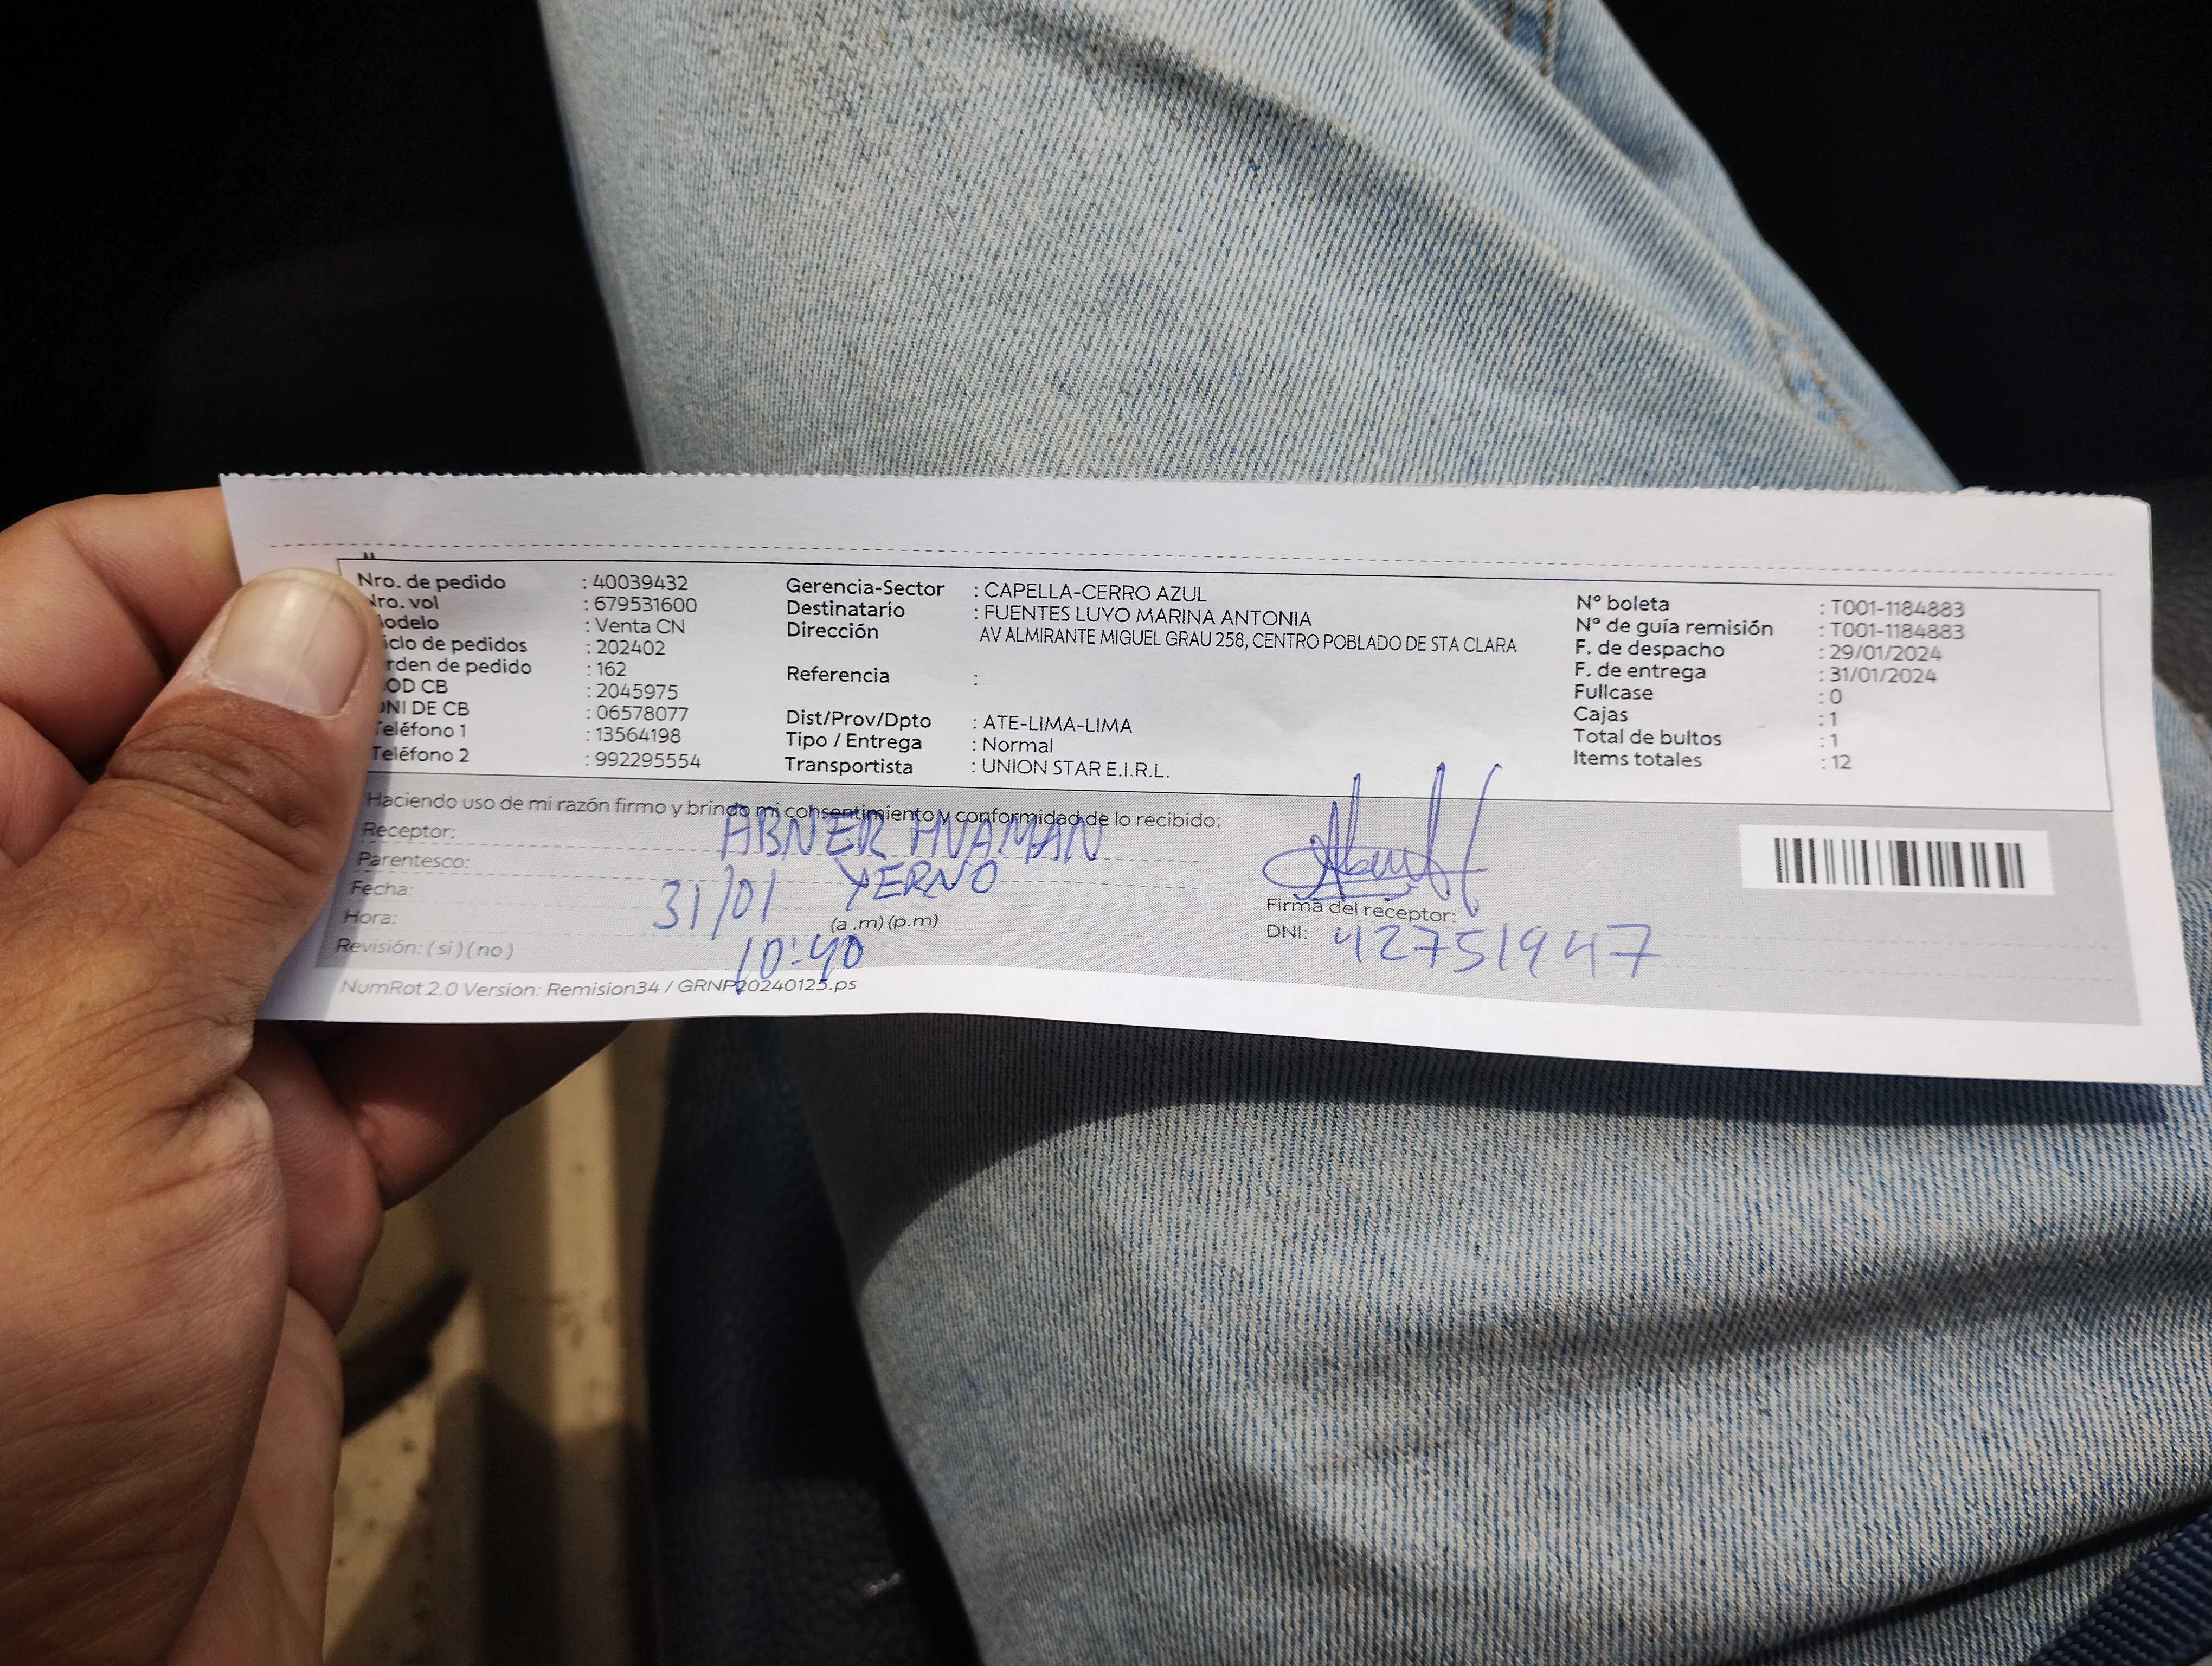 Nro. de pedido : 40039432
Nro. vol : 679531600
odelo : Venta CN
iclo de pedidos : 202402
rden de pedido : 162
OD CB : 2045975
DNI DE CB : 06578077
Teléfono 1 : 13564198
Teléfono 2 : 992295554
Gerencia-Sector : CAPELLA-CERRO AZUL
Destinatario : FUENTES LUYO MARINA ANTONIA
Dirección AV ALMIRANTE MIGUEL GRAU 258, CENTRO POBLADO DE STA CLARA
Referencia :
Dist/Prov/Dpto : ATE-LIMA-LIMA
Tipo / Entrega : Normal
Transportista : UNION STAR E.I.R.L.
N° boleta : T001-1184883
N° de guía remisión : T001-1184883
F. de despacho : 29/01/2024
F. de entrega : 31/01/2024
Fullcase : 0
Cajas : 1
Total de bultos : 1
Items totales : 12
Haciendo uso de mi razón firmo y brindo mi consentimiento y conformidad de lo recibido:
Receptor: ABNER HUAMAN
Parentesco: YERNO
Fecha: 31/01
Hora: 10:40 (a.m)(p.m)
Revisión: (si)(no)
Firma del receptor:
DNI: 42751947
NumRot 2.0 Version: Remision34 / GRNP20240125.ps